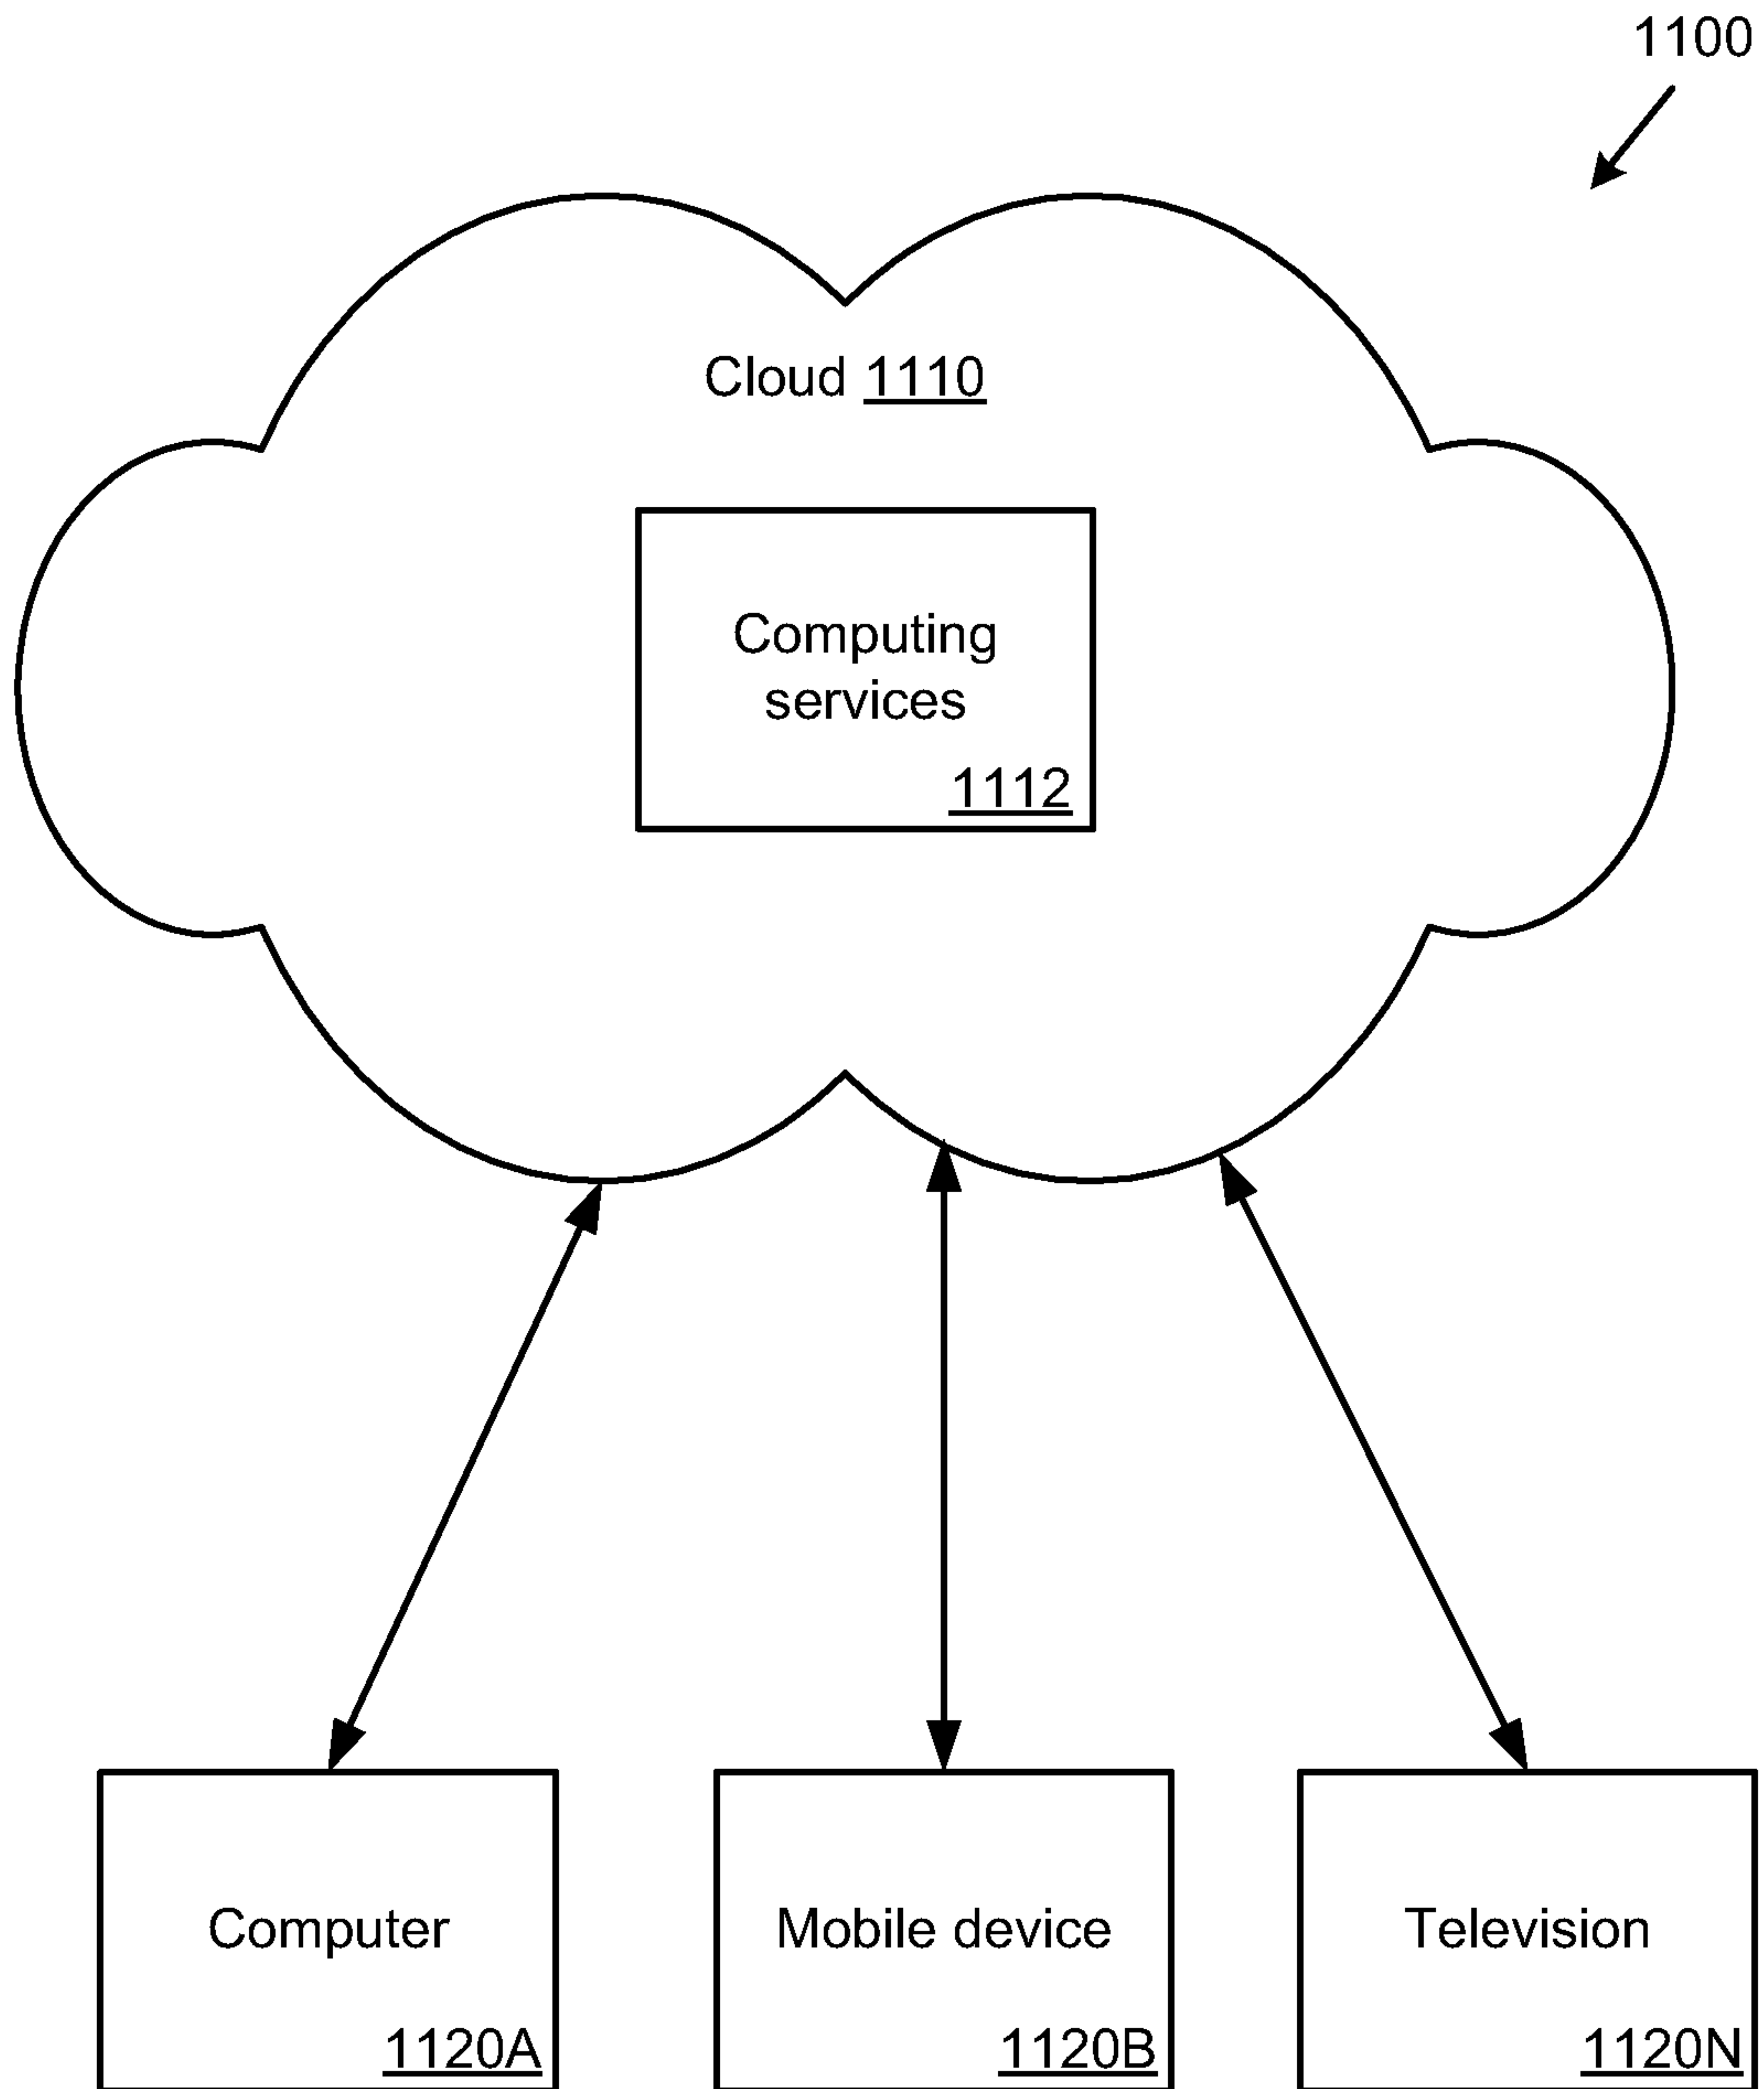 1100
Cloud 1110
Computing
services
1112
Computer
1120A
Mobile device
1120B
Television
1120N